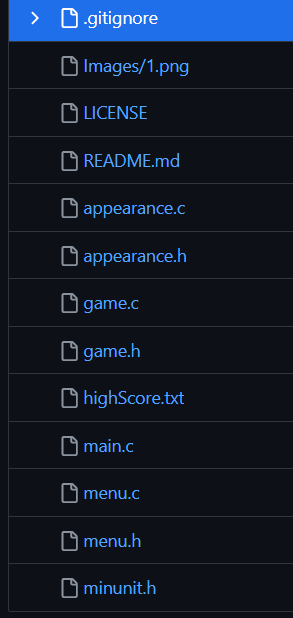 .gitignore
Images/1.png
LICENSE
README.md
appearance.c
appearance.h
game.c
game.h
highScore.txt
main.c
menu.c
menu.h
minunit.h